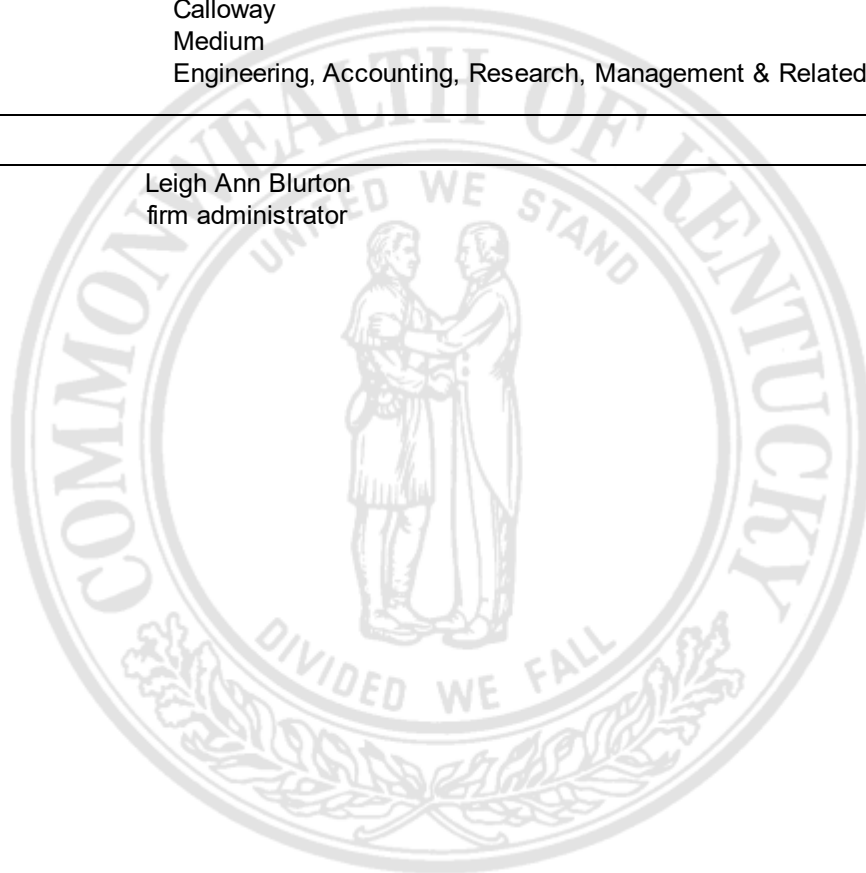 Calloway
Medium
Engineering, Accounting, Research, Management & Related
Leigh Ann Blurton
firm administrator
COMMONWEALTH OF KENTUCKY
UNITED WE STAND
DIVIDED WE FALL